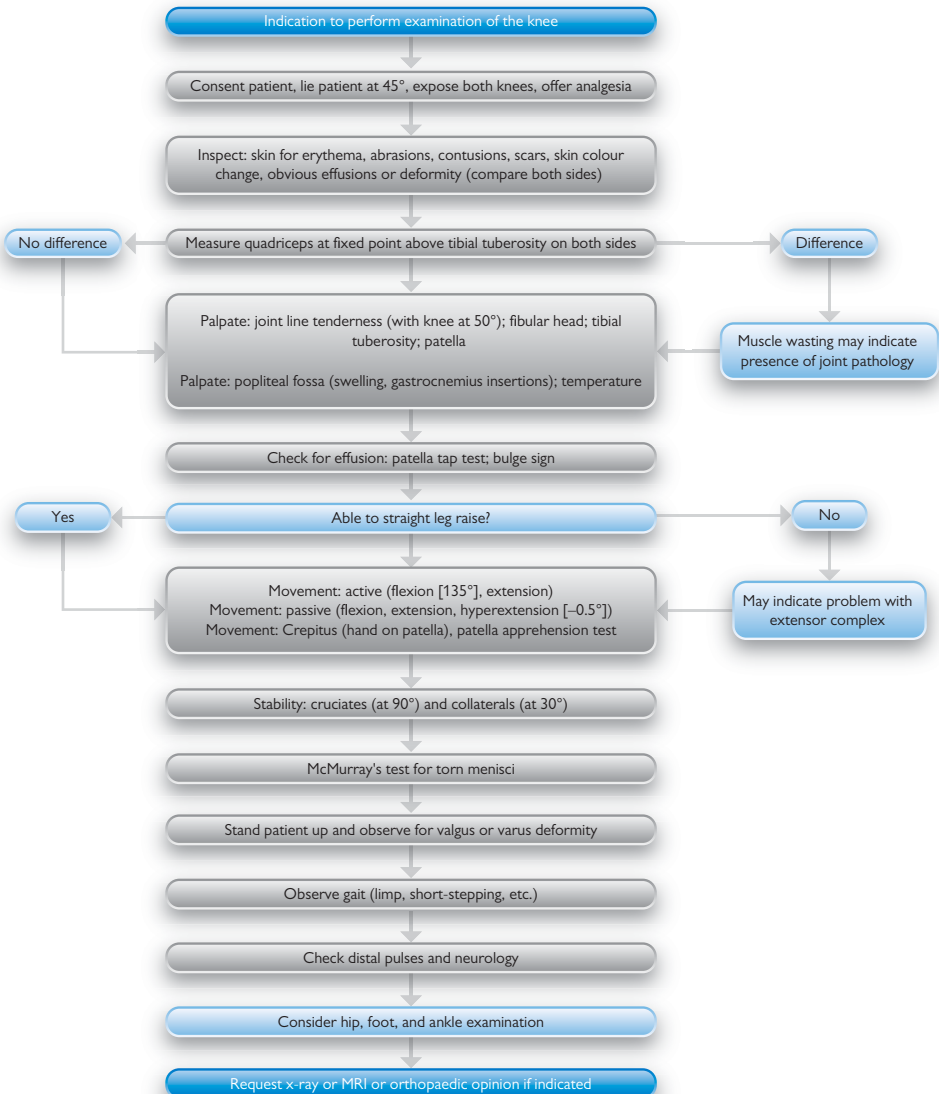 Indication to perform examination of the knee
Consent patient, lie patient at 45°, expose both knees, offer analgesia
Inspect: skin for erythema, abrasions, contusions, scars, skin colour
change, obvious effusions or deformity (compare both sides)
No difference
Measure quadriceps at fixed point above tibial tuberosity on both sides
Difference
Palpate: joint line tenderness (with knee at 50°); fibular head; tibial
tuberosity; patella
Palpate: popliteal fossa (swelling, gastrocnemius insertions); temperature
Muscle wasting may indicate
presence of joint pathology
Check for effusion: patella tap test; bulge sign
Yes
Able to straight leg raise?
No
Movement: active (flexion [135°], extension)
Movement: passive (flexion, extension, hyperextension [–0.5°])
Movement: Crepitus (hand on patella), patella apprehension test
May indicate problem with
extensor complex
Stability: cruciates (at 90°) and collaterals (at 30°)
McMurray's test for torn menisci
Stand patient up and observe for valgus or varus deformity
Observe gait (limp, short-stepping, etc.)
Check distal pulses and neurology
Consider hip, foot, and ankle examination
Request x-ray or MRI or orthopaedic opinion if indicated